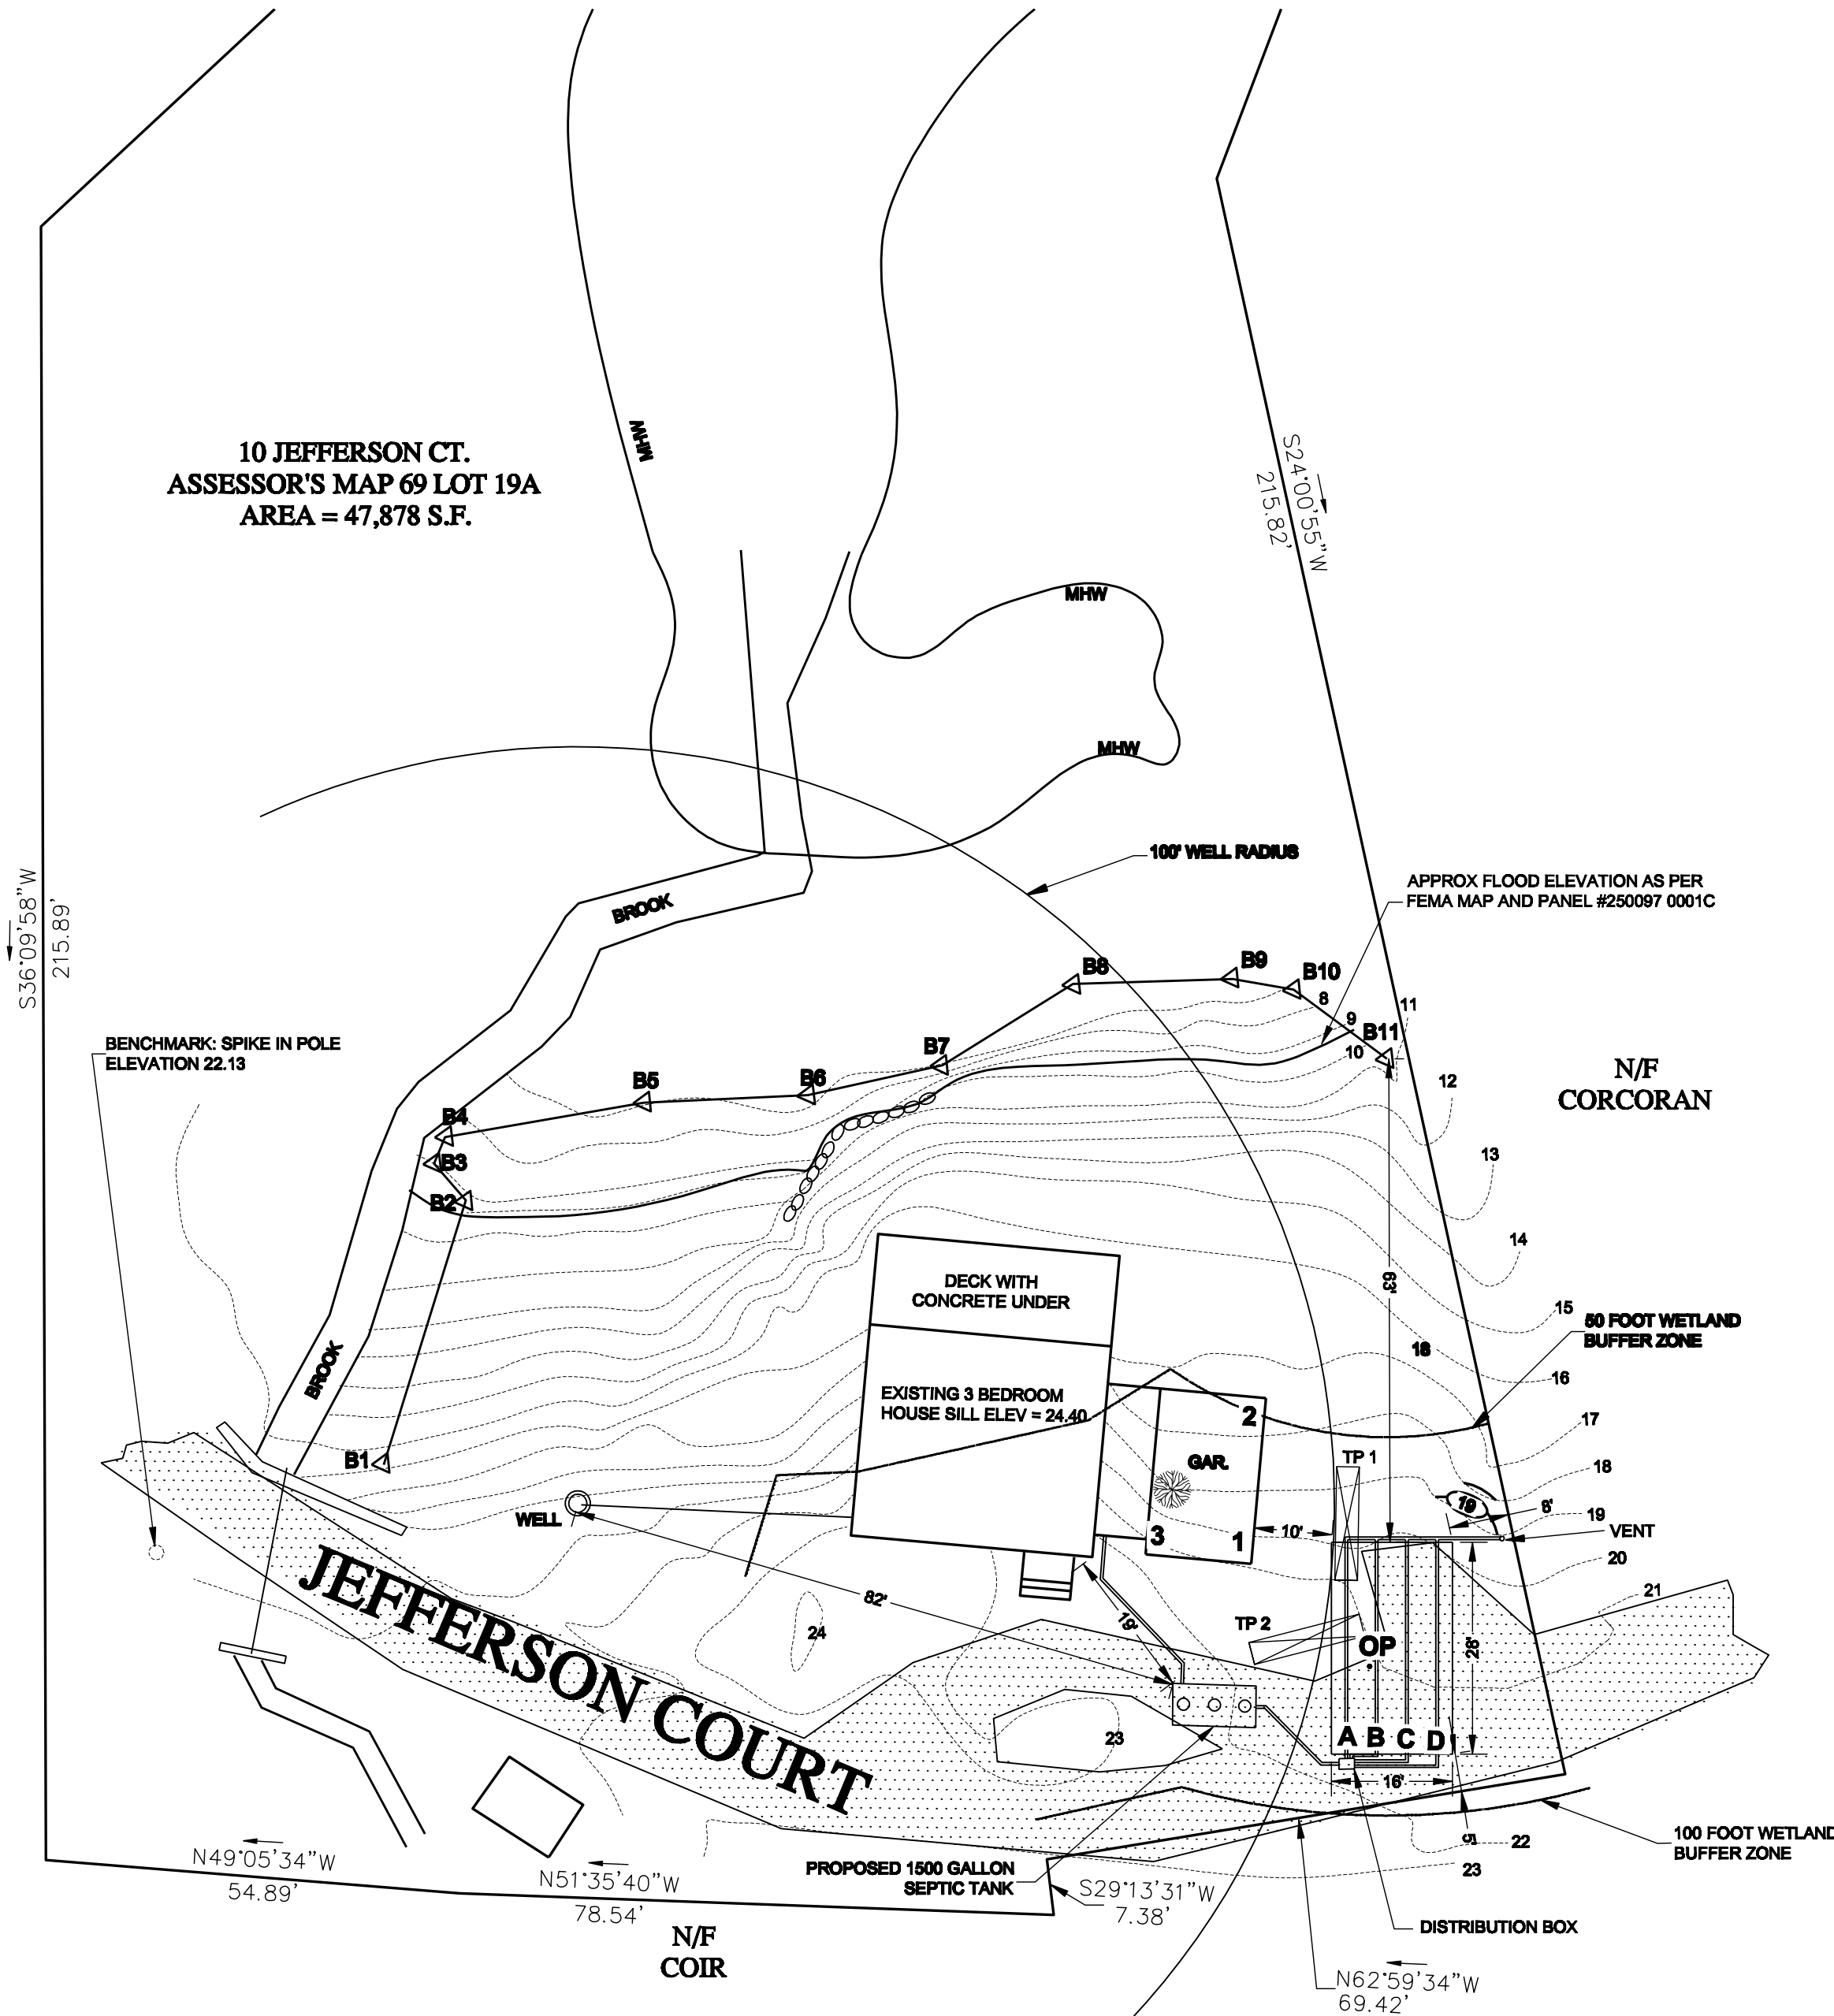 10 JEFFERSON CT.
ASSESSOR'S MAP 69 LOT 19A
AREA = 47,878 S.F.
MHW
S24°00'55"W
215.82'
MHW
MHW
100' WELL RADIUS
APPROX FLOOD ELEVATION AS PER
FEMA MAP AND PANEL #250097 0001C
BROOK
S36°09'58"W
215.89'
BENCHMARK: SPIKE IN POLE
ELEVATION 22.13
B8
B9
B10
8
9
11
B11
10
B7
B6
B5
B4
B3
B2
N/F
CORCORAN
12
13
14
15
63'
DECK WITH
CONCRETE UNDER
50 FOOT WETLAND
BUFFER ZONE
18
16
EXISTING 3 BEDROOM
HOUSE SILL ELEV = 24.40
2
17
BROOK
B1
GAR.
TP 1
18
19
6'
19
WELL
3
1
10'
VENT
20
21
JEFFERSON COURT
82'
19'
24
TP 2
OP
28'
23
A B C D
16'
5'
22
23
100 FOOT WETLAND
BUFFER ZONE
N49°05'34"W
54.89'
N51°35'40"W
78.54'
PROPOSED 1500 GALLON
SEPTIC TANK
S29°13'31"W
7.38'
N/F
COIR
DISTRIBUTION BOX
N62°59'34"W
69.42'